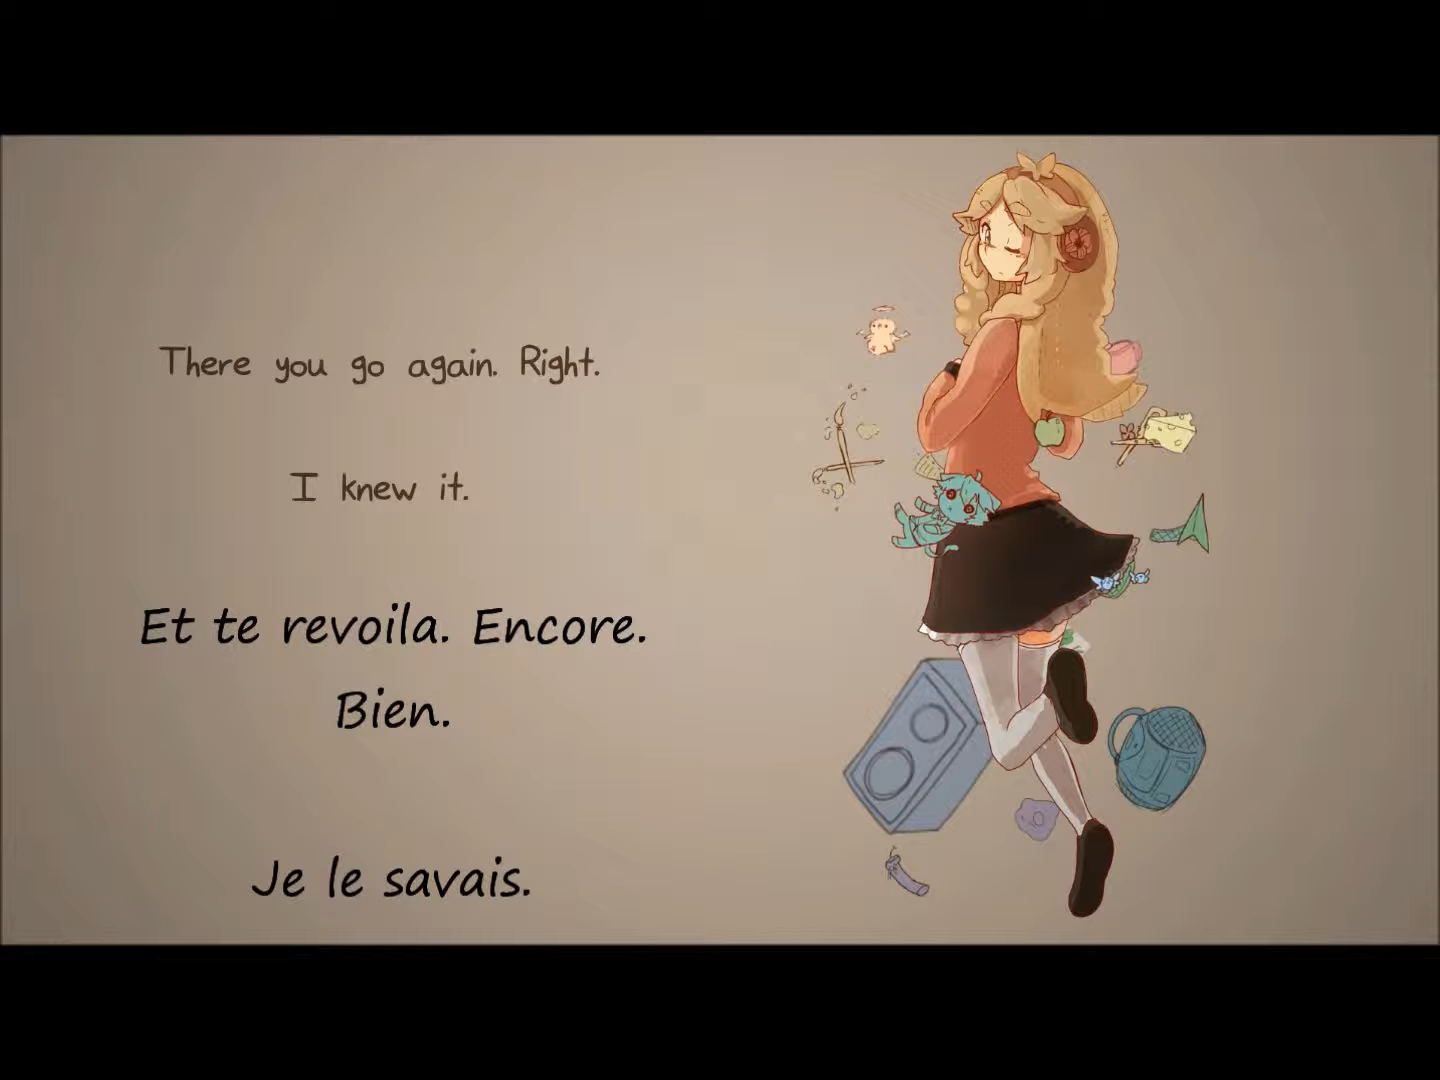 There you go again. Right.
I knew it.
Et te revoila. Encore.
Bien.
Je le savais.